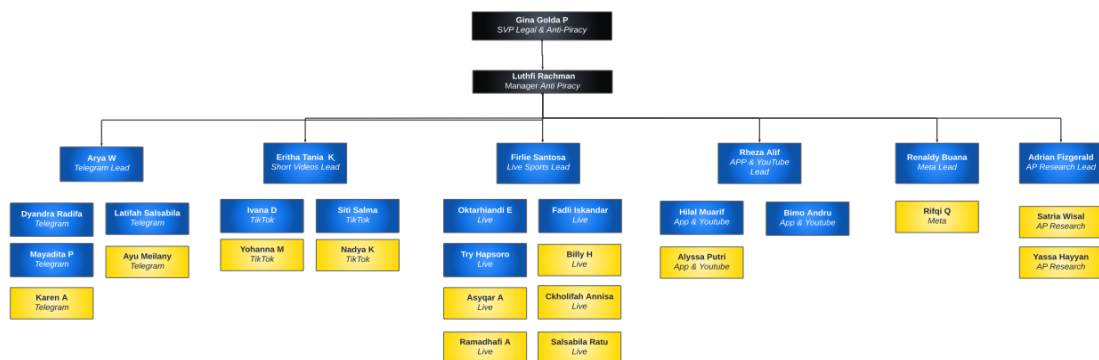 Gina Golda P
SVP Legal & Anti-Piracy
Luthfi Rachman
Manager Anti Piracy
Arya W
Telegram Lead
Eritha Tania K
Short Videos Lead
Firlie Santosa
Live Sports Lead
Rheza Alif
APP & YouTube
Lead
Renaldy Buana
Meta Lead
Adrian Fizgerald
AP Research Lead
Dyandra Radifa
Telegram
Latifah Salsabila
Telegram
Mayadita P
Telegram
Ayu Meilany
Telegram
Karen A
Telegram
Ivana D
TikTok
Siti Salma
TikTok
Yohanna M
TikTok
Nadya K
TikTok
Oktarhiandi E
Live
Fadli Iskandar
Live
Try Hapsoro
Live
Billy H
Live
Asyqar A
Live
Ckholifah Annisa
Live
Ramadhafi A
Live
Salsabila Ratu
Live
Hilal Muarif
App & Youtube
Bimo Andru
App & Youtube
Alyssa Putri
App & Youtube
Rifqi Q
Meta
Satria Wisal
AP Research
Yassa Hayyan
AP Research